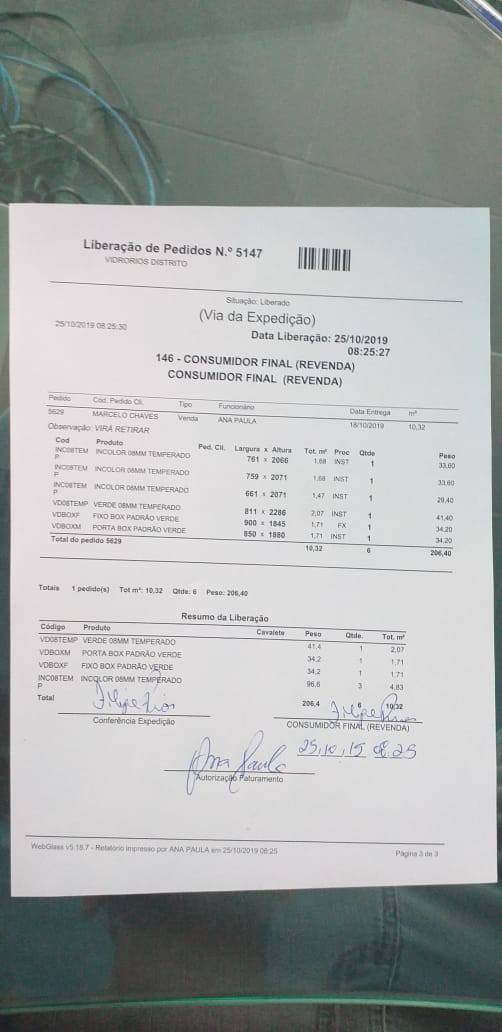 Liberação de Pedidos N.º 5147
VIDRORIOS DISTRITO
Situação: Liberado
(Via da Expedição)
25/10/2019 08:25:30
Data Liberação: 25/10/2019
08:25:27
146 - CONSUMIDOR FINAL (REVENDA)
CONSUMIDOR FINAL (REVENDA)
Pedido Cód. Pedido Cli. Tipo Funcionário Data Entrega m²
5629 MARCELO CHAVES Venda ANA PAULA 18/10/2019 10,32
Observação: VIRÁ RETIRAR
Cod Produto Ped. Cli. Largura x Altura Tot. m² Proc Qtde Peso
INC08TEM INCOLOR 08MM TEMPERADO 761 x 2066 1,68 INST 1 33,60
P
INC08TEM INCOLOR 08MM TEMPERADO 759 x 2071 1,68 INST 1 33,60
P
INC08TEM INCOLOR 08MM TEMPERADO 661 x 2071 1,47 INST 1 29,40
P
VD08TEMP VERDE 08MM TEMPERADO 811 x 2286 2,07 INST 1 41,40
VDBOXF FIXO BOX PADRÃO VERDE 900 x 1845 1,71 FX 1 34,20
VDBOXM PORTA BOX PADRÃO VERDE 850 x 1880 1,71 INST 1 34,20
Total do pedido 5629 10,32 6 206,40
Totais 1 pedido(s) Tot m²: 10,32 Qtde: 6 Peso: 206,40
Resumo da Liberação
Código Produto Cavalete Peso Qtde. Tot. m²
VD08TEMP VERDE 08MM TEMPERADO 41,4 1 2,07
VDBOXM PORTA BOX PADRÃO VERDE 34,2 1 1,71
VDBOXF FIXO BOX PADRÃO VERDE 34,2 1 1,71
INC08TEM INCOLOR 08MM TEMPERADO 96,6 3 4,83
P
Total 206,4 6 10,32
Conferência Expedição
CONSUMIDOR FINAL (REVENDA)
Ana Paula
Autorização Faturamento
WebGlass v5.18.7 - Relatório impresso por ANA PAULA em 25/10/2019 08:25
Página 3 de 3